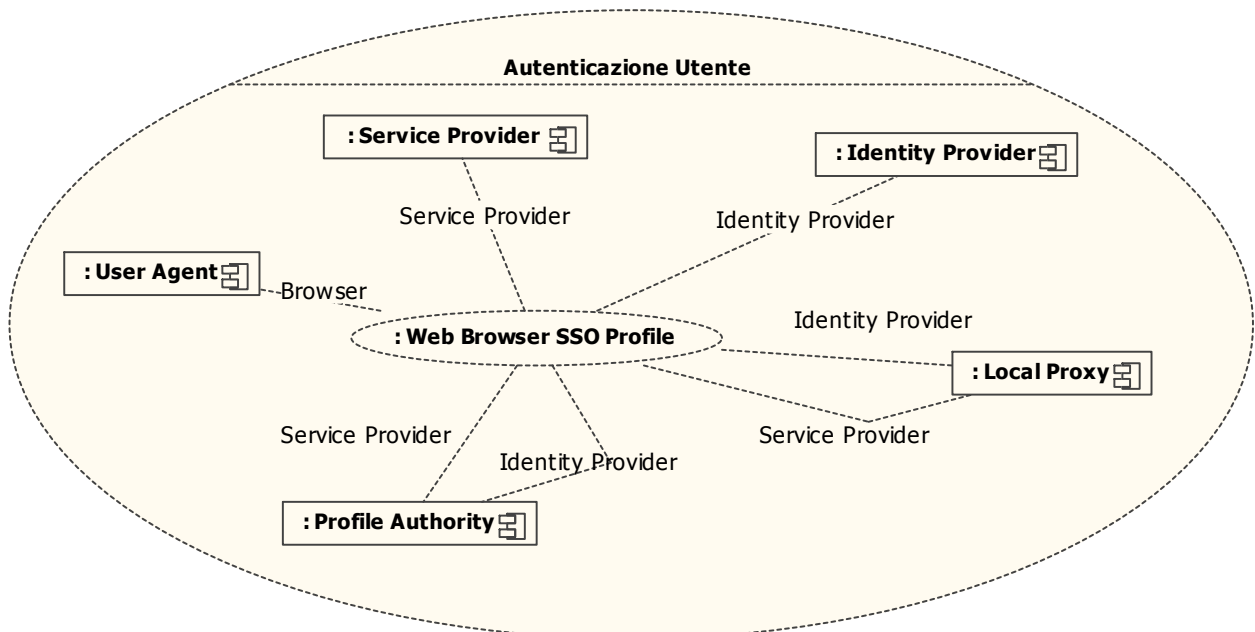 Autenticazione Utente
: Service Provider
: Identity Provider
Service Provider
Identity Provider
: User Agent
Browser
Identity Provider
: Web Browser SSO Profile
: Local Proxy
Service Provider
Service Provider
Identity Provider
: Profile Authority